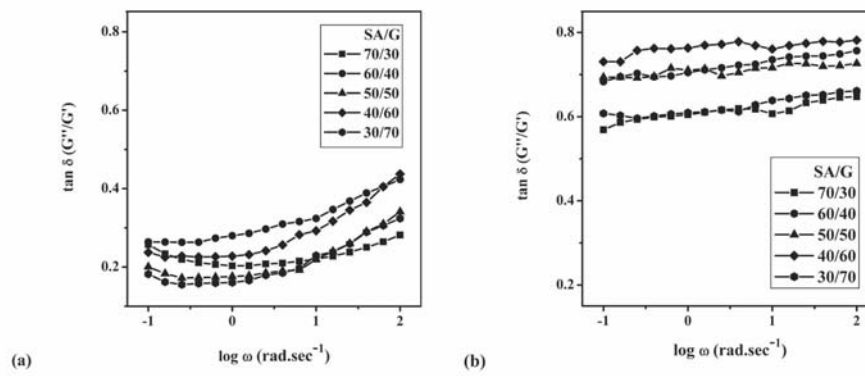 SA/G
70/30
60/40
50/50
40/60
30/70
tan δ (G''/G')
0.8
0.6
0.4
0.2
-1 0 1 2
log ω (rad.sec⁻¹)
(a)
SA/G
70/30
60/40
50/50
40/60
30/70
tan δ (G''/G')
0.8
0.6
0.4
0.2
-1 0 1 2
log ω (rad.sec⁻¹)
(b)